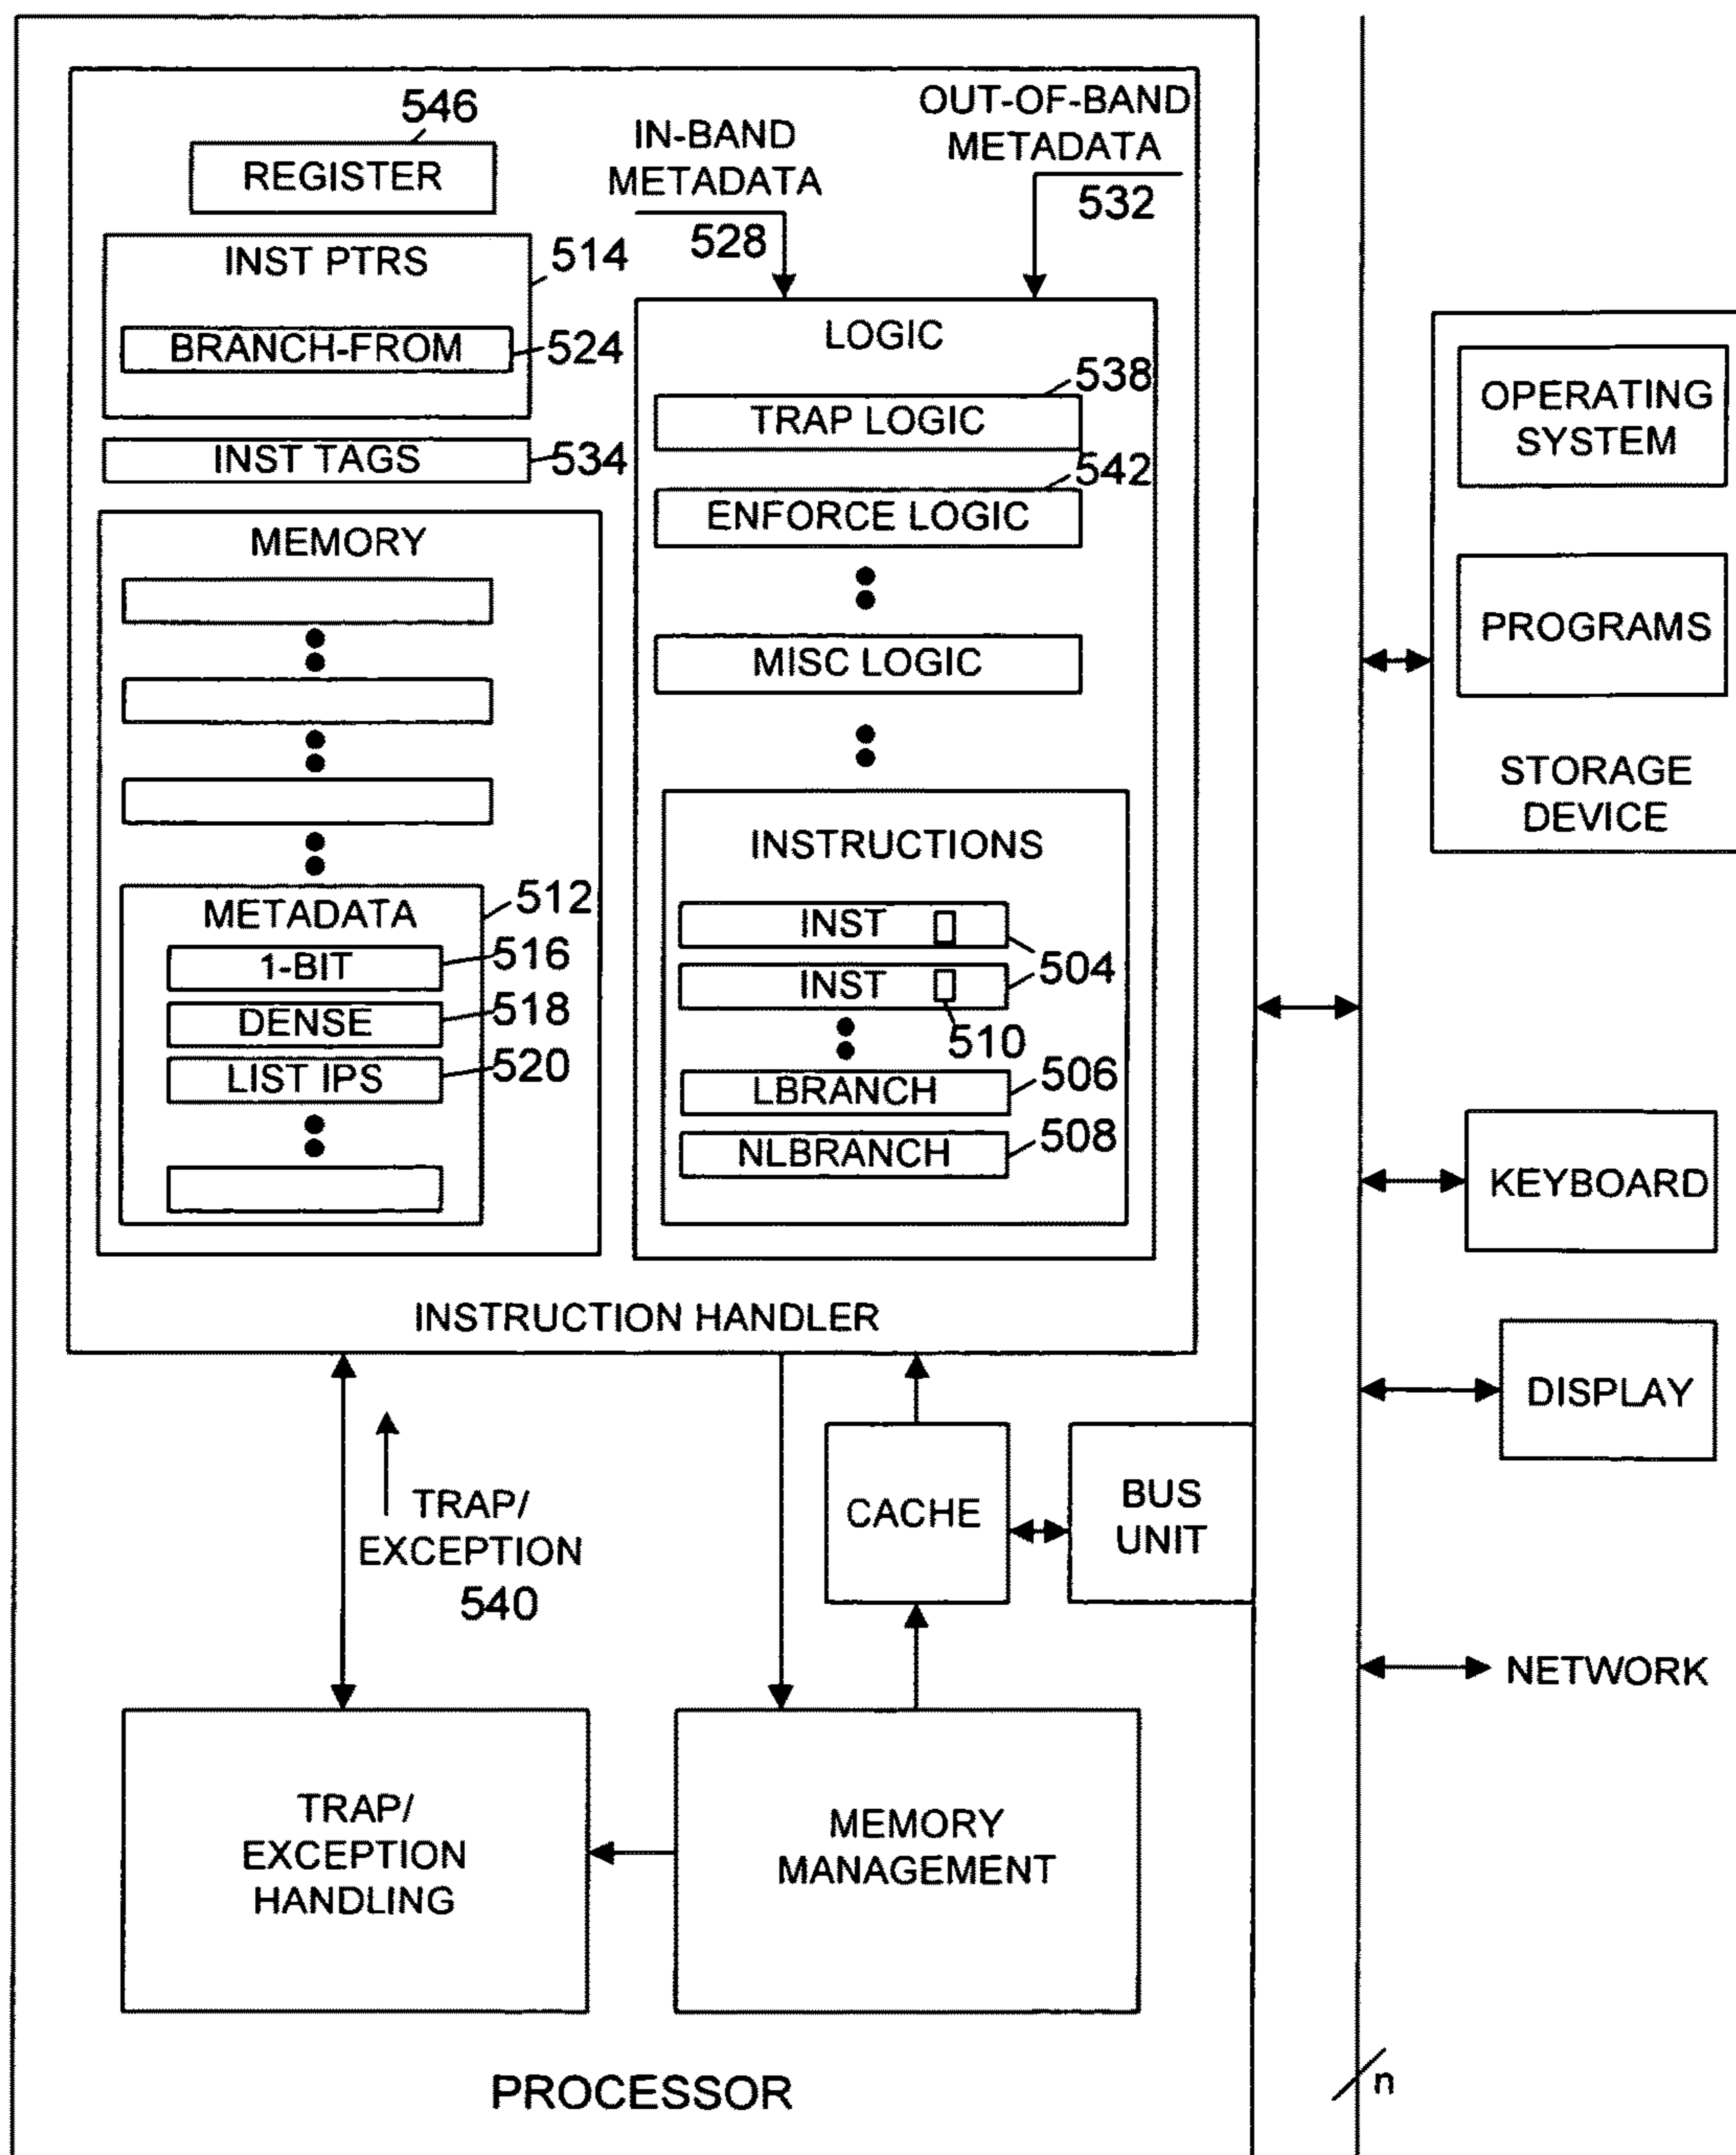 546
REGISTER
IN-BAND
METADATA
528
OUT-OF-BAND
METADATA
532
INST PTRS
514
BRANCH-FROM
524
INST TAGS
534
MEMORY
METADATA
512
1-BIT
516
DENSE
518
LIST IPS
520
LOGIC
538
TRAP LOGIC
542
ENFORCE LOGIC
MISC LOGIC
INSTRUCTIONS
INST
504
INST
510
LBRANCH
506
NLBRANCH
508
INSTRUCTION HANDLER
TRAP/
EXCEPTION
540
CACHE
BUS
UNIT
TRAP/
EXCEPTION
HANDLING
MEMORY
MANAGEMENT
PROCESSOR
OPERATING
SYSTEM
PROGRAMS
STORAGE
DEVICE
KEYBOARD
DISPLAY
NETWORK
n